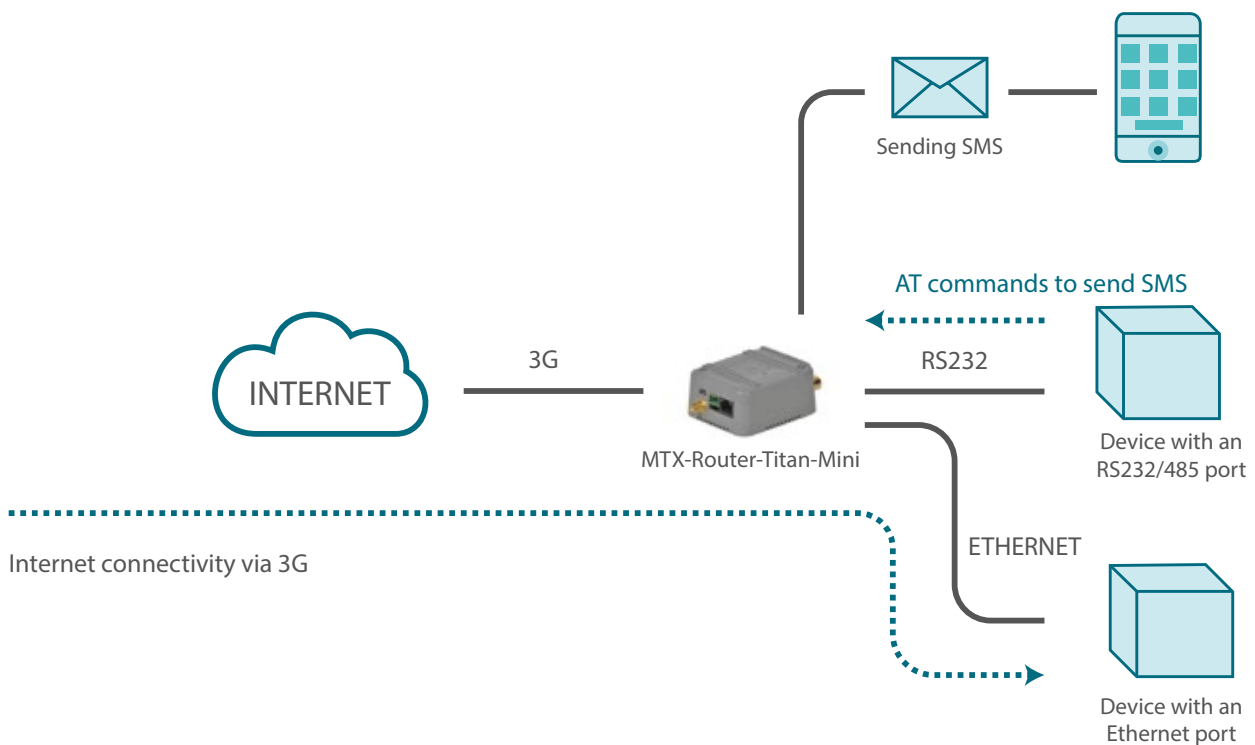 Sending SMS
AT commands to send SMS
3G
RS232
INTERNET
MTX-Router-Titan-Mini
Device with an
RS232/485 port
ETHERNET
Internet connectivity via 3G
Device with an
Ethernet port